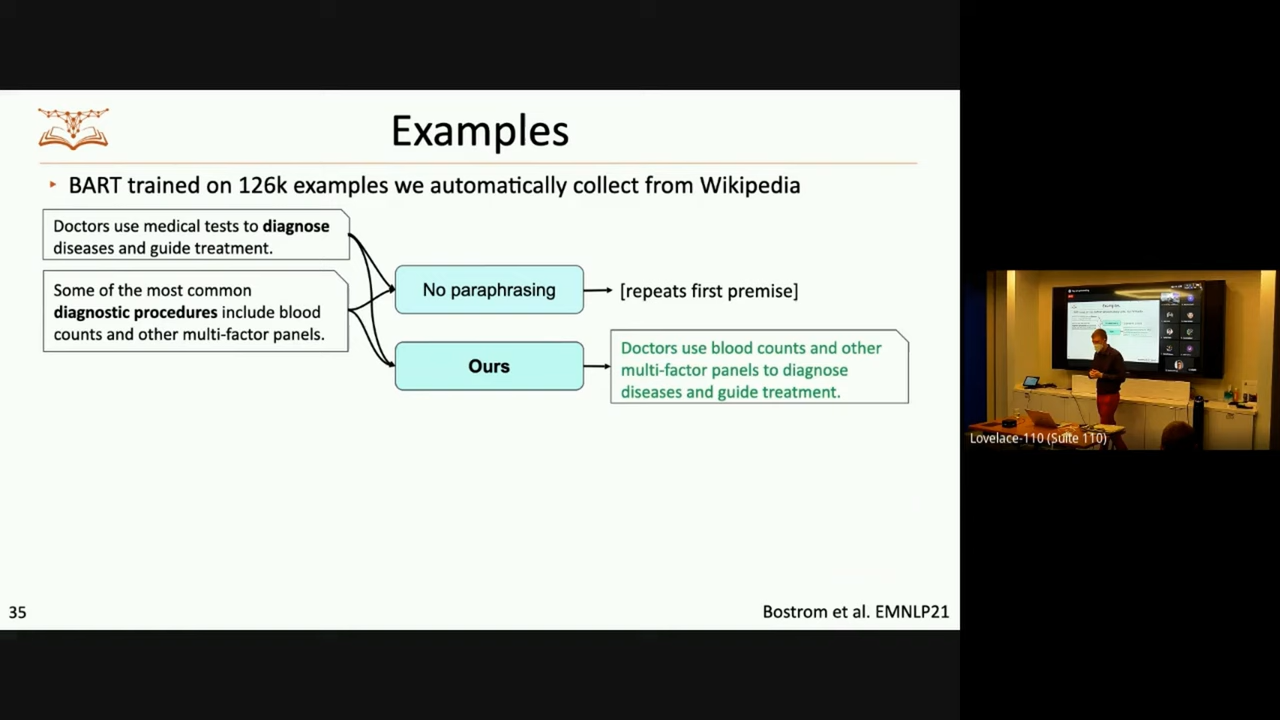 Examples
‣ BART trained on 126k examples we automatically collect from Wikipedia
Doctors use medical tests to diagnose
diseases and guide treatment.
Some of the most common
diagnostic procedures include blood
counts and other multi-factor panels.
No paraphrasing
[repeats first premise]
Ours
Doctors use blood counts and other
multi-factor panels to diagnose
diseases and guide treatment.
35
Bostrom et al. EMNLP21
Lovelace-110 (Suite 110)